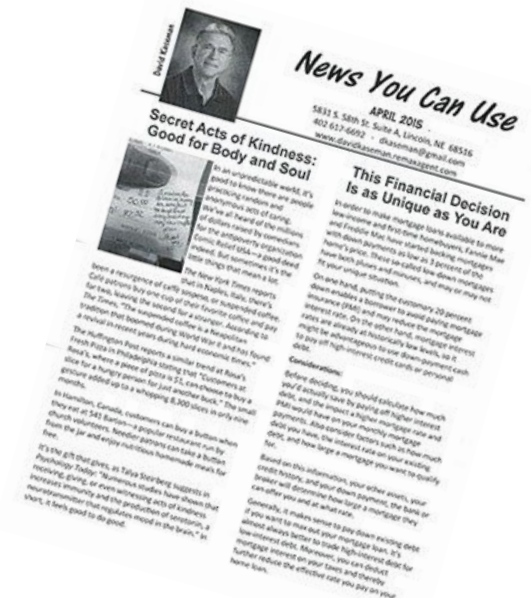 David Kaseman
News You Can Use
APRIL 2015
5831 S. 58th St. Suite A, Lincoln, NE 68516
402 617-6692 · dkaseman@gmail.com
www.davidkaseman.remaxagent.com
Secret Acts of Kindness:
Good for Body and Soul
In an unpredictable world, it's
good to know there are people
practicing random and
anonymous acts of caring.
We've all heard of the millions
of dollars raised by comedians
for the antipoverty organization
Comic Relief USA—a good deed
indeed. But sometimes it's the
little things that mean a lot.
The New York Times reports
that in Naples, Italy, there's
been a resurgence of caffè sospeso, or suspended coffee.
Café patrons buy one cup of their favorite coffee and pay
for two, leaving the second for a stranger. According to
The Times, "The suspended coffee is a Neapolitan
tradition that boomed during World War II and has found
a revival in recent years during hard economic times."
The Huffington Post reports a similar trend at Rosa's
Fresh Pizza in Philadelphia stating that "Customers at
Rosa's, where a piece of pizza is $1, can choose to buy a
slice for a hungry person for just another buck." The small
gesture added up to a whopping 8,300 slices in only nine
months.
In Hamilton, Canada, customers can buy a button when
they eat at 541 Barton—a popular restaurant run by
church volunteers. Needier patrons can take a button
from the jar and enjoy nutritious homemade meals for
free.
It's the gift that gives, as Talya Steinberg suggests in
Psychology Today: "Numerous studies have shown that
receiving, giving, or even witnessing acts of kindness
increases immunity and the production of serotonin, a
neurotransmitter that regulates mood in the brain." In
short, it feels good to do good.
This Financial Decision
Is as Unique as You Are
In order to make mortgage loans available to more
low-income and first-time homebuyers, Fannie Mae
and Freddie Mac have started backing mortgages
with down payments as low as 3 percent of the
home's price. These so-called low down mortgages
have both pluses and minuses, and may or may not
fit your unique situation.
On one hand, putting the customary 20 percent
down enables a borrower to avoid paying mortgage
insurance (PMI) and may reduce the mortgage
interest rate. On the other hand, mortgage interest
rates are already at historically low levels, so it
might be advantageous to use down payment cash
to pay off high-interest credit cards or personal
debt.
Considerations:
Before deciding, you should calculate how much
you'd actually save by paying off higher interest
debt, and the impact a higher mortgage rate and
PMI would have on your monthly mortgage
payments. Also consider factors such as how much
debt you have, the interest rate on your existing
debt, and how large a mortgage you want to qualify
for.
Based on this information, your other assets, your
credit history, and your down payment, the bank or
broker will determine how large a mortgage they
can offer you and at what rate.
Generally, it makes sense to pay down existing debt
if you want to max out your mortgage loan. It's
almost always better to trade high-interest debt for
low-interest debt. Moreover, you can deduct
mortgage interest on your taxes and thereby
further reduce the effective rate you pay on your
home loan.